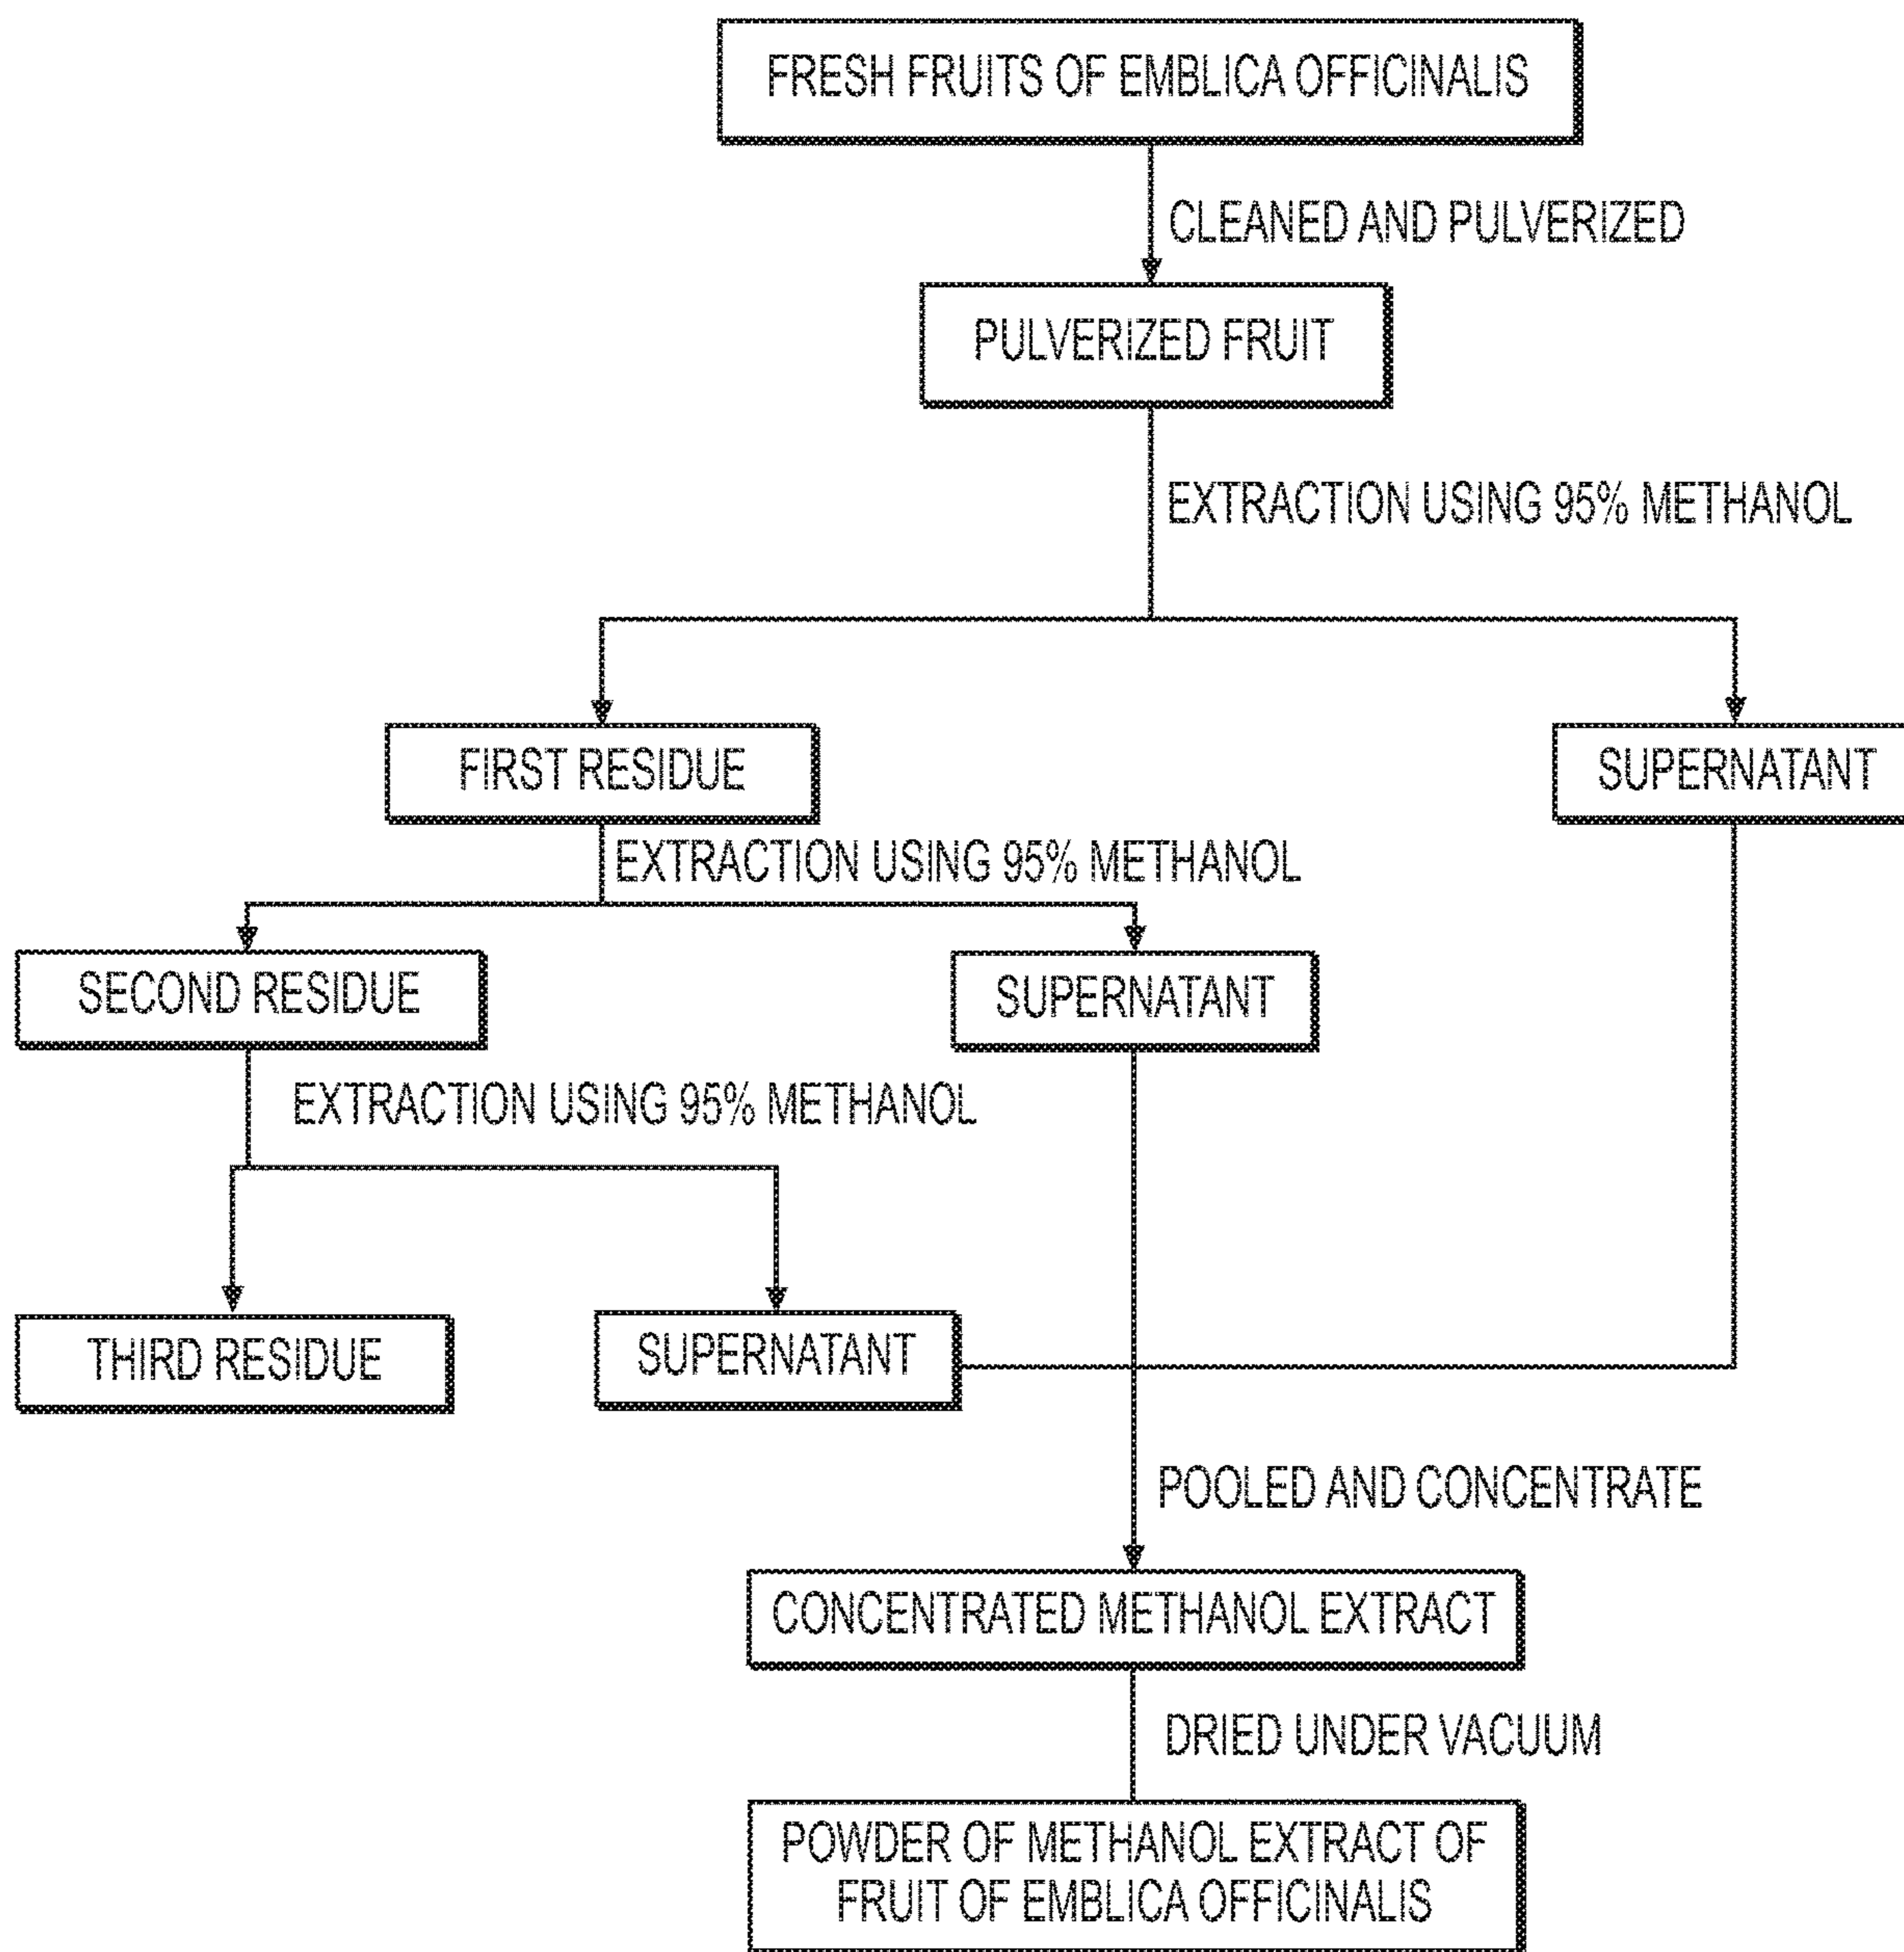 FRESH FRUITS OF EMBLICA OFFICINALIS
CLEANED AND PULVERIZED
PULVERIZED FRUIT
EXTRACTION USING 95% METHANOL
FIRST RESIDUE
SUPERNATANT
EXTRACTION USING 95% METHANOL
SECOND RESIDUE
SUPERNATANT
EXTRACTION USING 95% METHANOL
THIRD RESIDUE
SUPERNATANT
POOLED AND CONCENTRATE
CONCENTRATED METHANOL EXTRACT
DRIED UNDER VACUUM
POWDER OF METHANOL EXTRACT OF
FRUIT OF EMBLICA OFFICINALIS